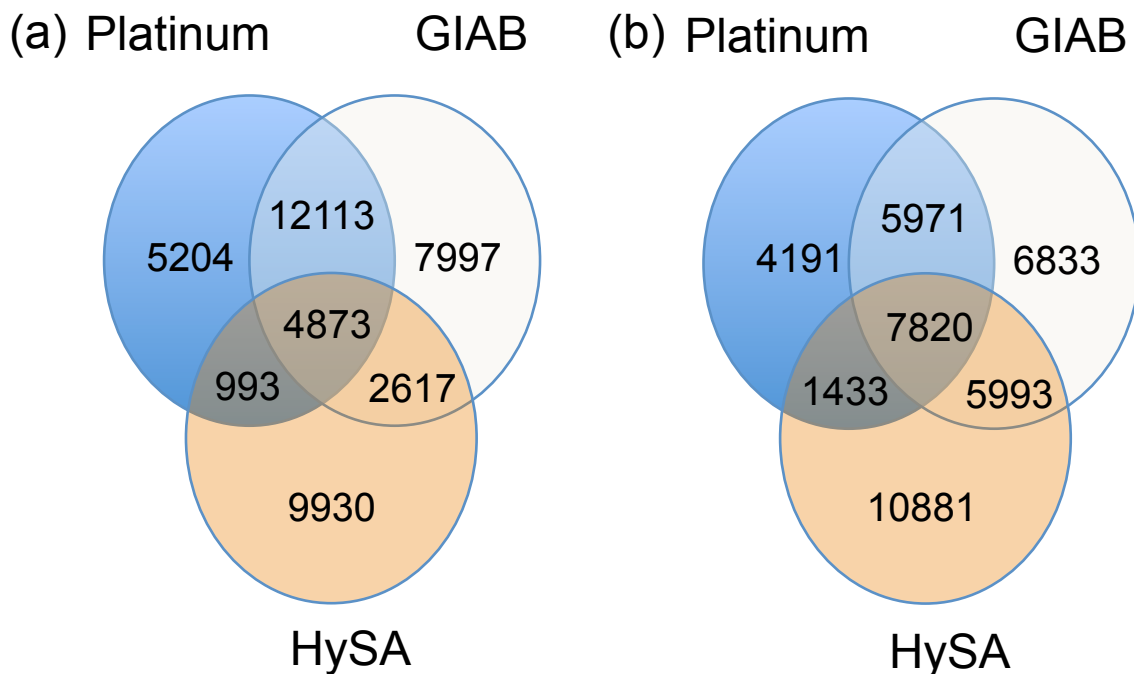 (a) Platinum GIAB
12113
5204 7997
4873
993 2617
9930
HySA
(b) Platinum GIAB
5971
4191 6833
7820
1433 5993
10881
HySA